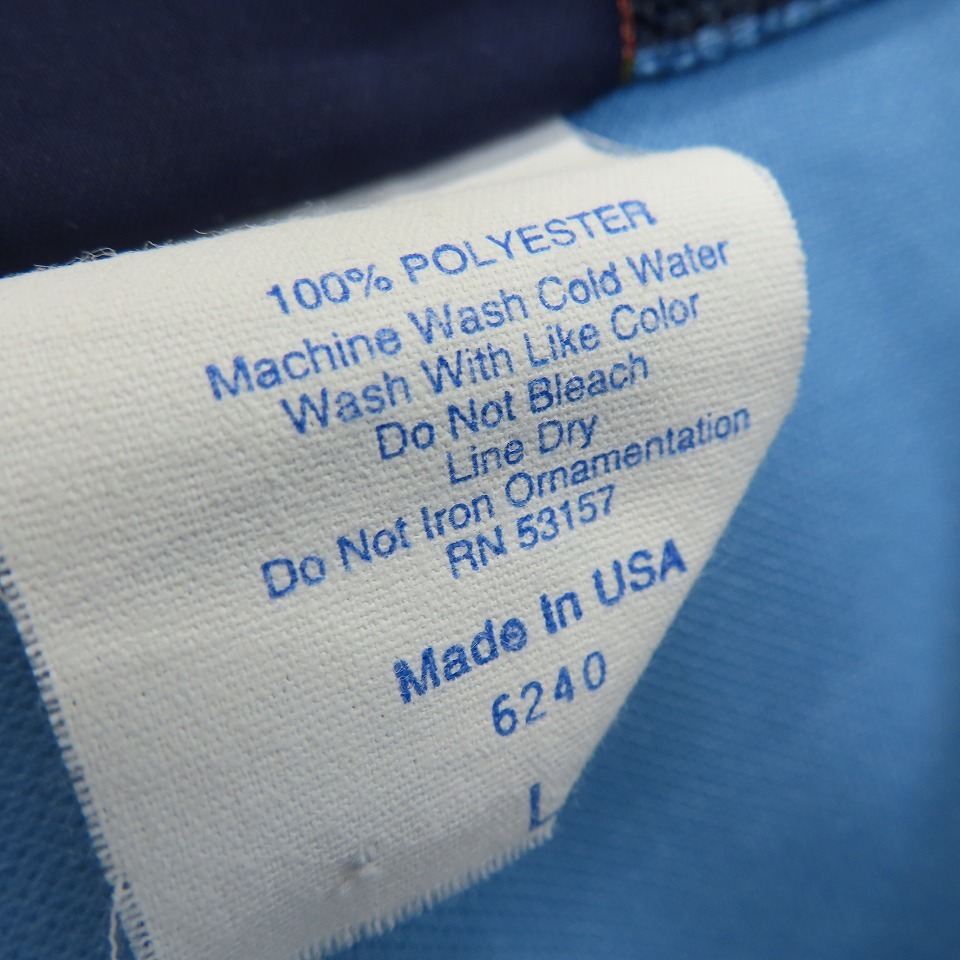 100% POLYESTER
Machine Wash Cold Water
Wash With Like Color
Do Not Bleach
Line Dry
Do Not Iron Ornamentation
RN 53157
Made In USA
6240
L